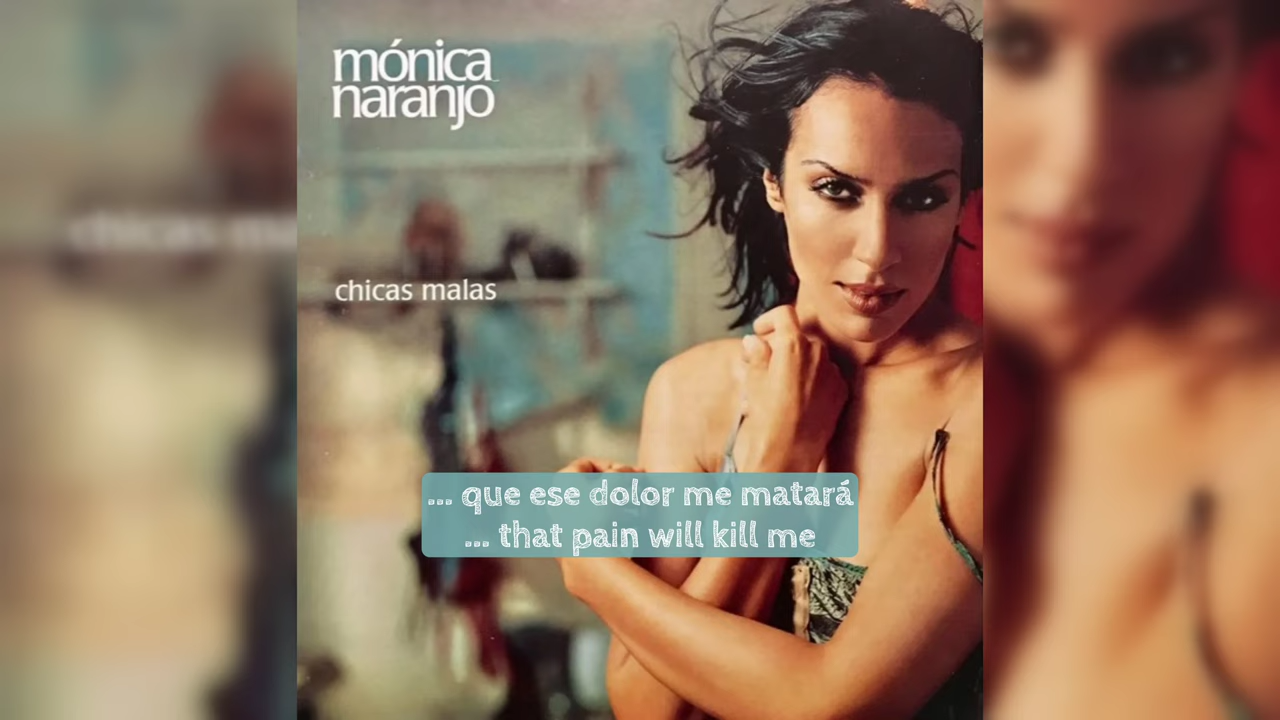 mónica
naranjo
chicas malas
... que ese dolor me matará
... that pain will kill me